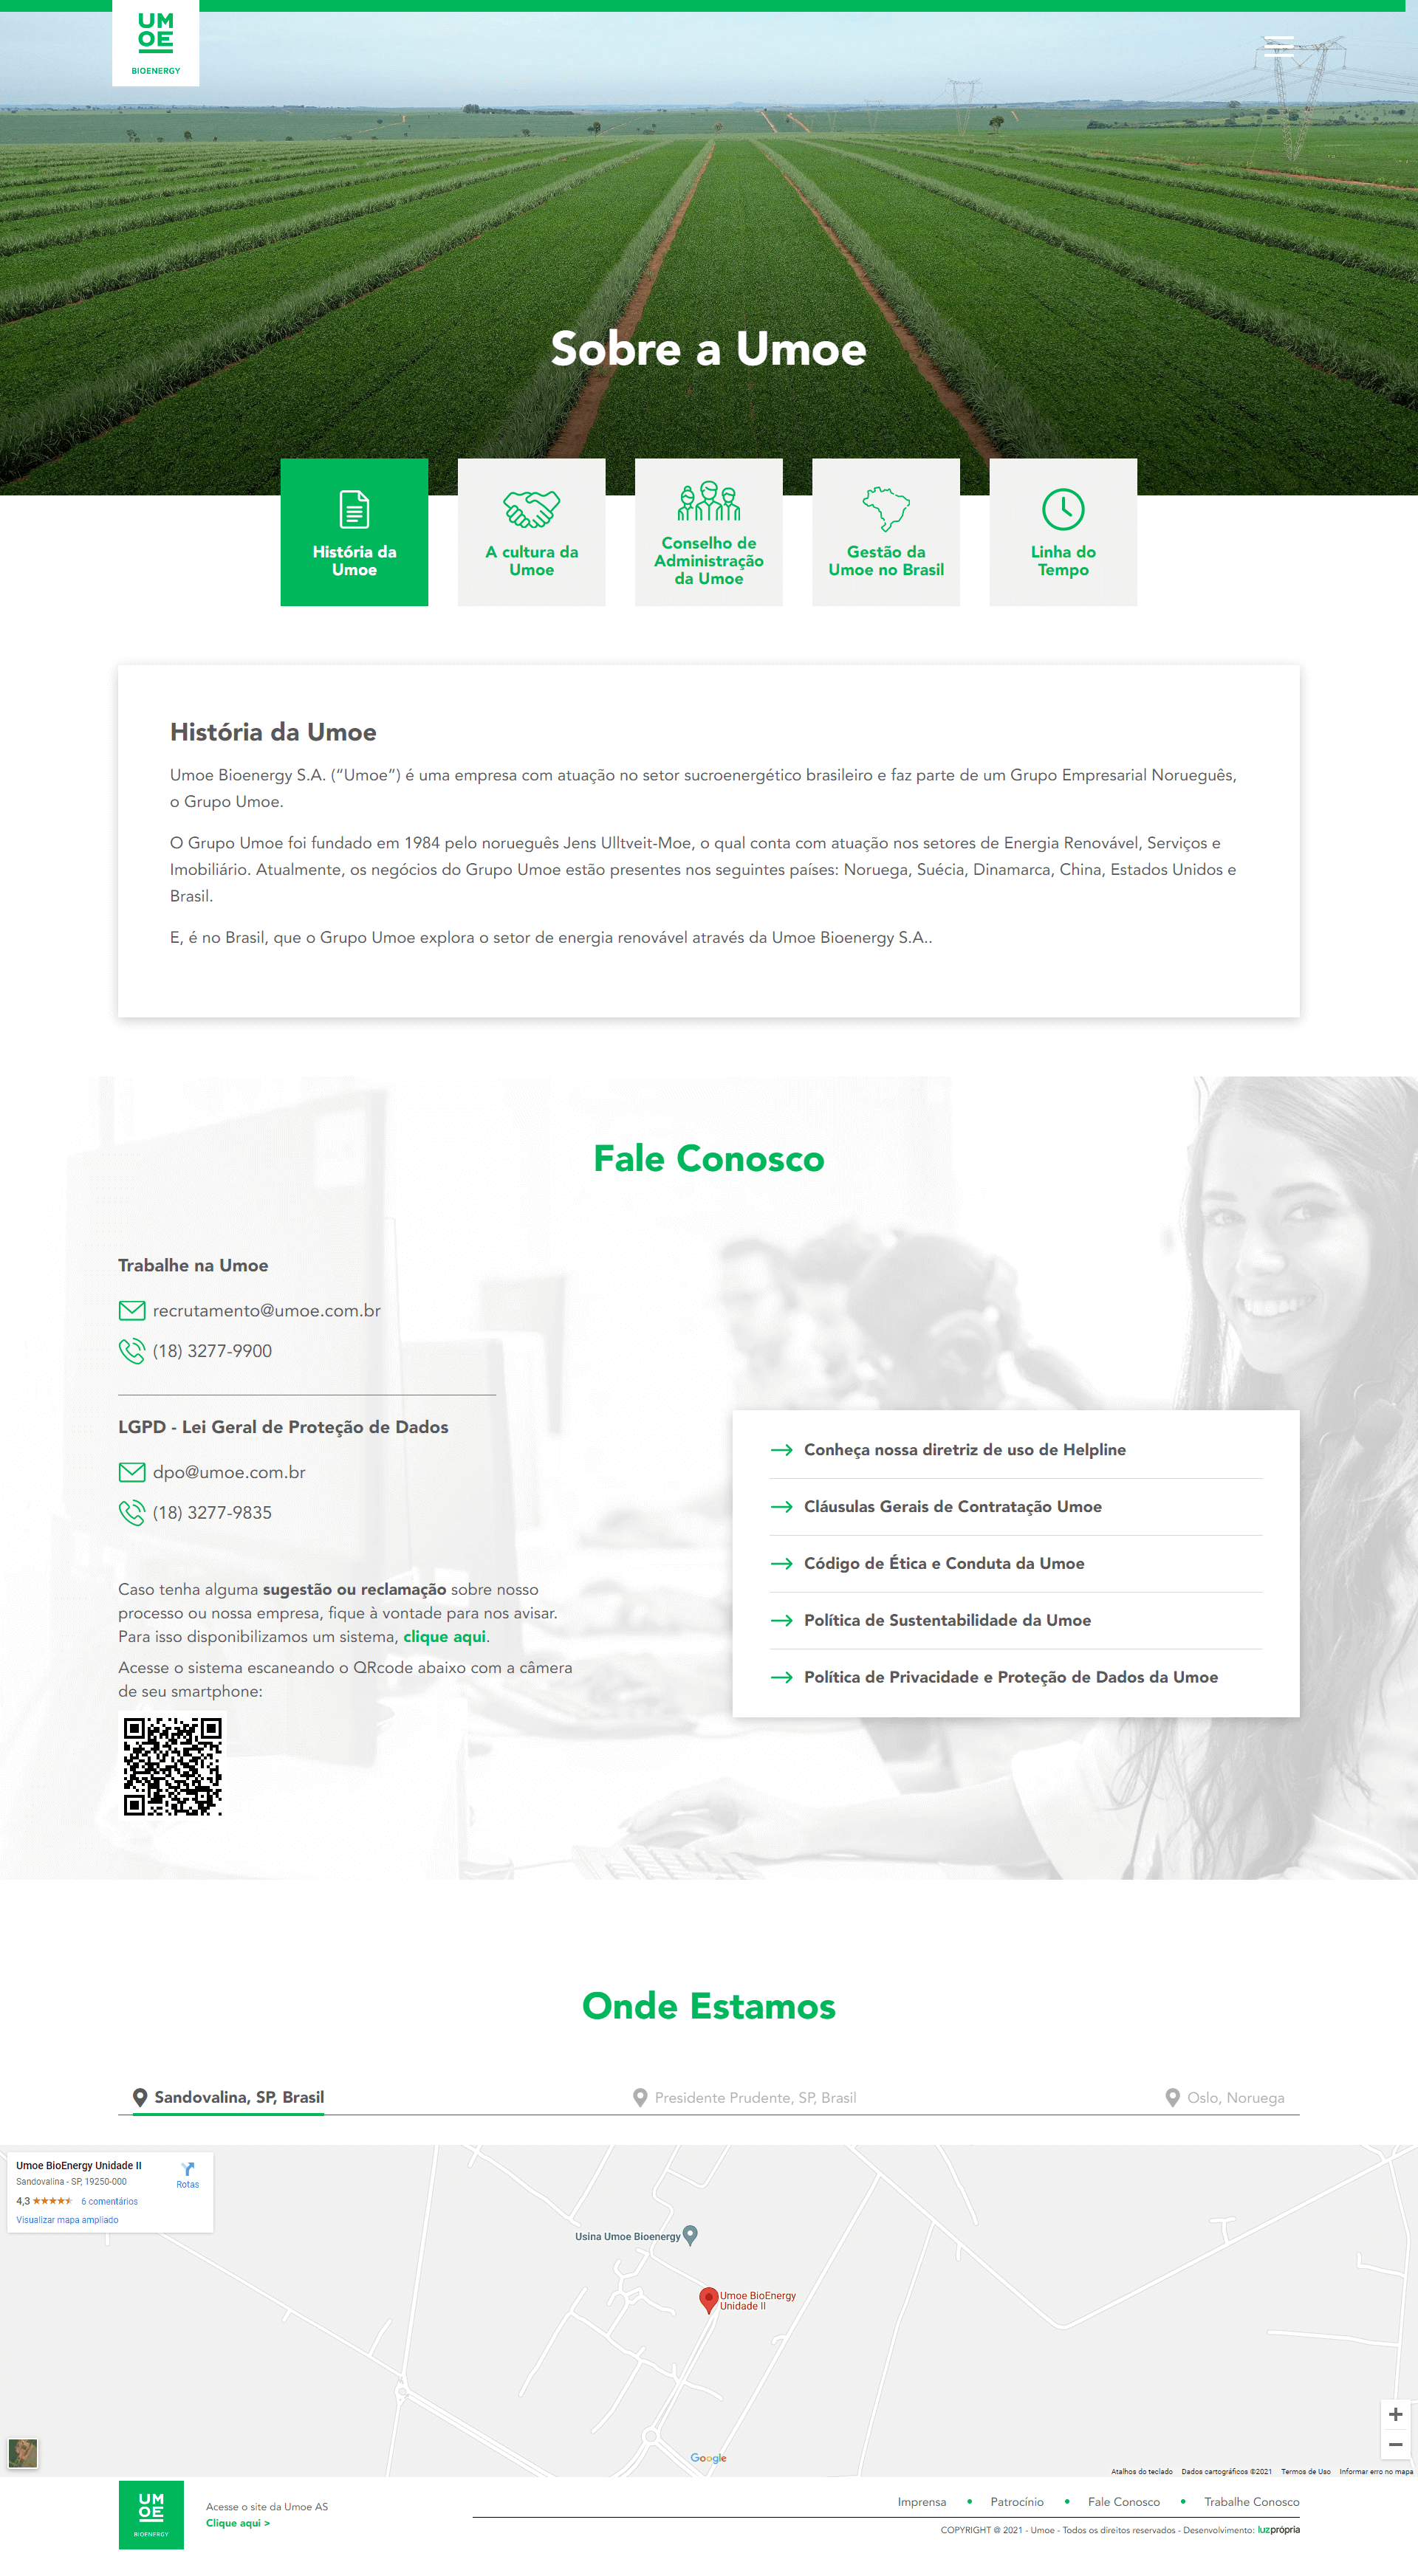 UM
OE
BIOENERGY
Sobre a Umoe
História da
Umoe
A cultura da
Umoe
Conselho de
Administração
da Umoe
Gestão da
Umoe no Brasil
Linha do
Tempo
História da Umoe
Umoe Bioenergy S.A. (“Umoe”) é uma empresa com atuação no setor sucroenergético brasileiro e faz parte de um Grupo Empresarial Norueguês,
o Grupo Umoe.
O Grupo Umoe foi fundado em 1984 pelo norueguês Jens Ulltveit-Moe, o qual conta com atuação nos setores de Energia Renovável, Serviços e
Imobiliário. Atualmente, os negócios do Grupo Umoe estão presentes nos seguintes países: Noruega, Suécia, Dinamarca, China, Estados Unidos e
Brasil.
E, é no Brasil, que o Grupo Umoe explora o setor de energia renovável através da Umoe Bioenergy S.A..
Fale Conosco
Trabalhe na Umoe
recrutamento@umoe.com.br
(18) 3277-9900
LGPD - Lei Geral de Proteção de Dados
dpo@umoe.com.br
(18) 3277-9835
Caso tenha alguma sugestão ou reclamação sobre nosso
processo ou nossa empresa, fique à vontade para nos avisar.
Para isso disponibilizamos um sistema, clique aqui.
Acesse o sistema escaneando o QRcode abaixo com a câmera
de seu smartphone:
Conheça nossa diretriz de uso de Helpline
Cláusulas Gerais de Contratação Umoe
Código de Ética e Conduta da Umoe
Política de Sustentabilidade da Umoe
Política de Privacidade e Proteção de Dados da Umoe
Onde Estamos
Sandovalina, SP, Brasil
Presidente Prudente, SP, Brasil
Oslo, Noruega
Umoe BioEnergy Unidade II
Sandovalina - SP, 19250-000
Rotas
4,3 6 comentários
Visualizar mapa ampliado
Usina Umoe Bioenergy
Umoe BioEnergy
Unidade II
Google
Atalhos do teclado Dados cartográficos ©2021 Termos de Uso Informar erro no mapa
UM
OE
BIOENERGY
Acesse o site da Umoe AS
Clique aqui >
Imprensa • Patrocínio • Fale Conosco • Trabalhe Conosco
COPYRIGHT @ 2021 - Umoe - Todos os direitos reservados - Desenvolvimento: luzprópria